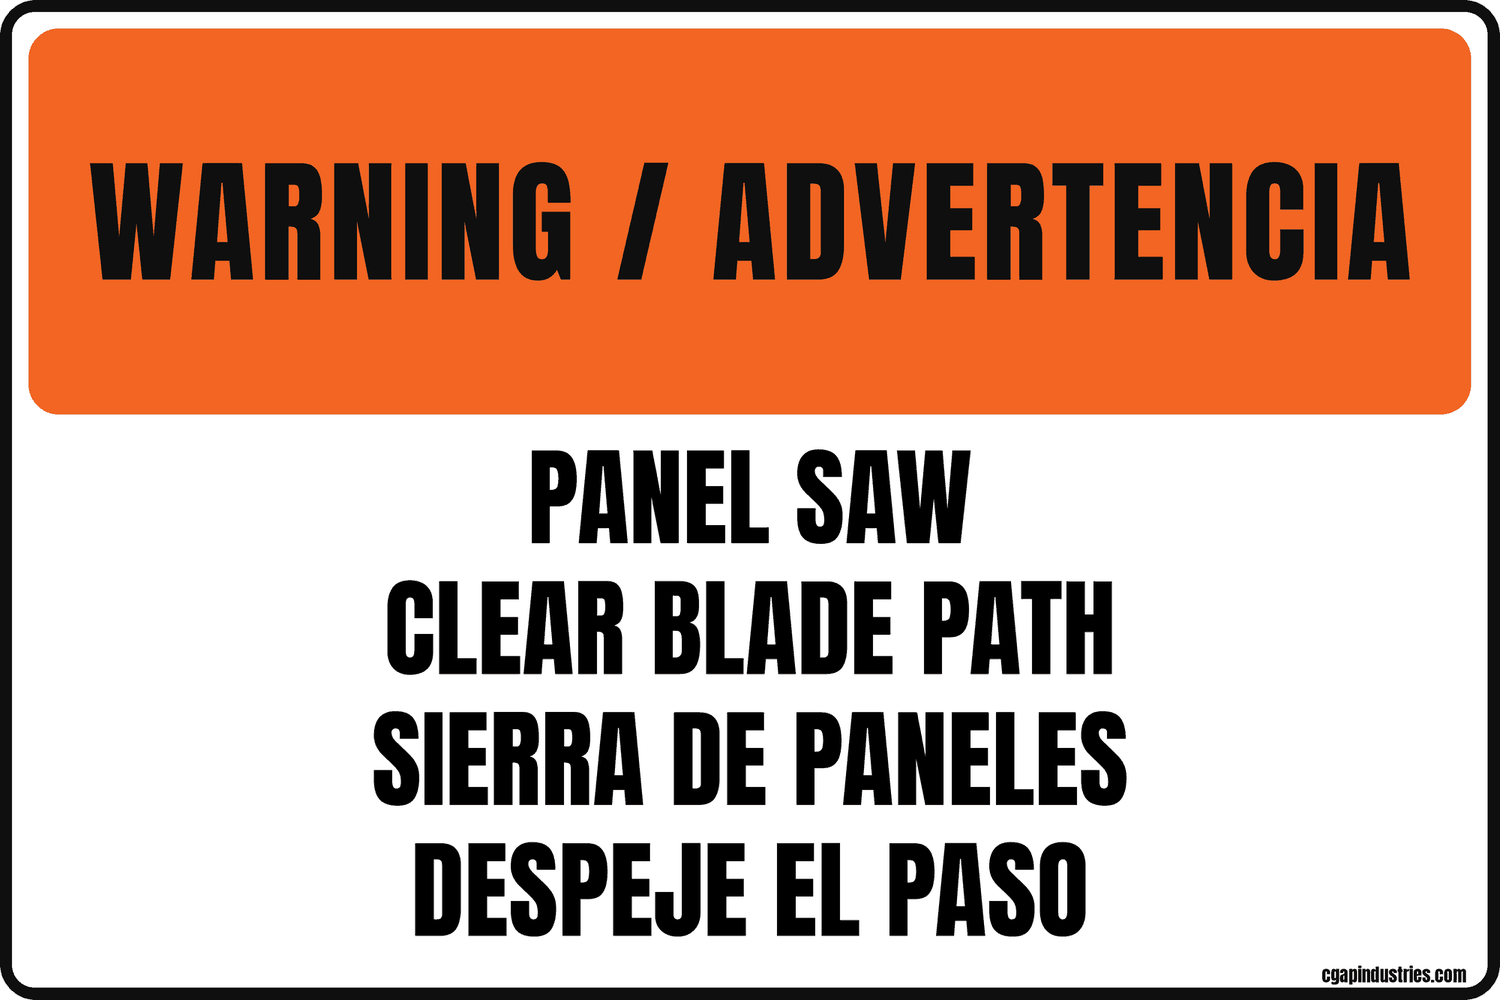 WARNING / ADVERTENCIA
PANEL SAW
CLEAR BLADE PATH
SIERRA DE PANELES
DESPEJE EL PASO
cgapindustries.com